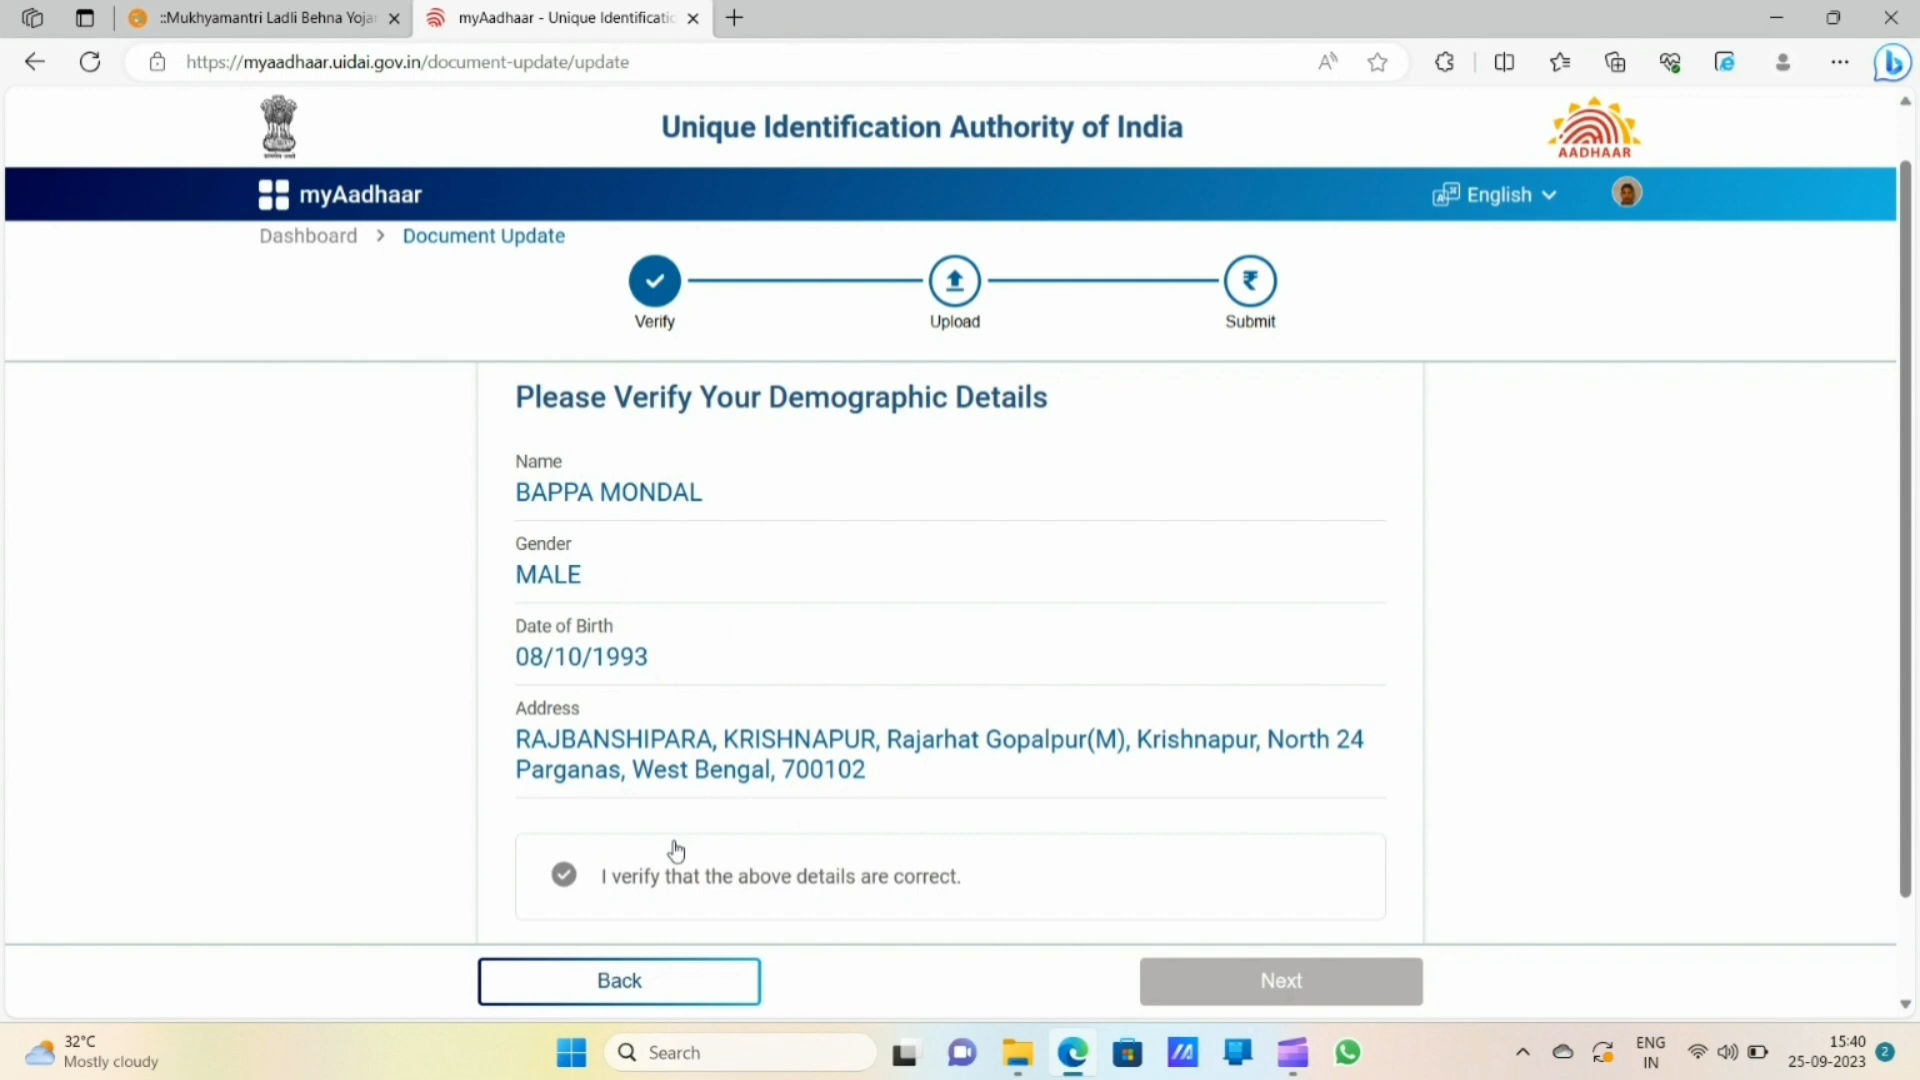 ::Mukhyamantri Ladli Behna Yoja
myAadhaar - Unique Identificatio
https://myaadhaar.uidai.gov.in/document-update/update
Unique Identification Authority of India
AADHAAR
myAadhaar
English
Dashboard > Document Update
Verify
Upload
Submit
Please Verify Your Demographic Details
Name
BAPPA MONDAL
Gender
MALE
Date of Birth
08/10/1993
Address
RAJBANSHIPARA, KRISHNAPUR, Rajarhat Gopalpur(M), Krishnapur, North 24
Parganas, West Bengal, 700102
I verify that the above details are correct.
Back
Next
32°C
Mostly cloudy
Search
ENG
IN
15:40
25-09-2023
2